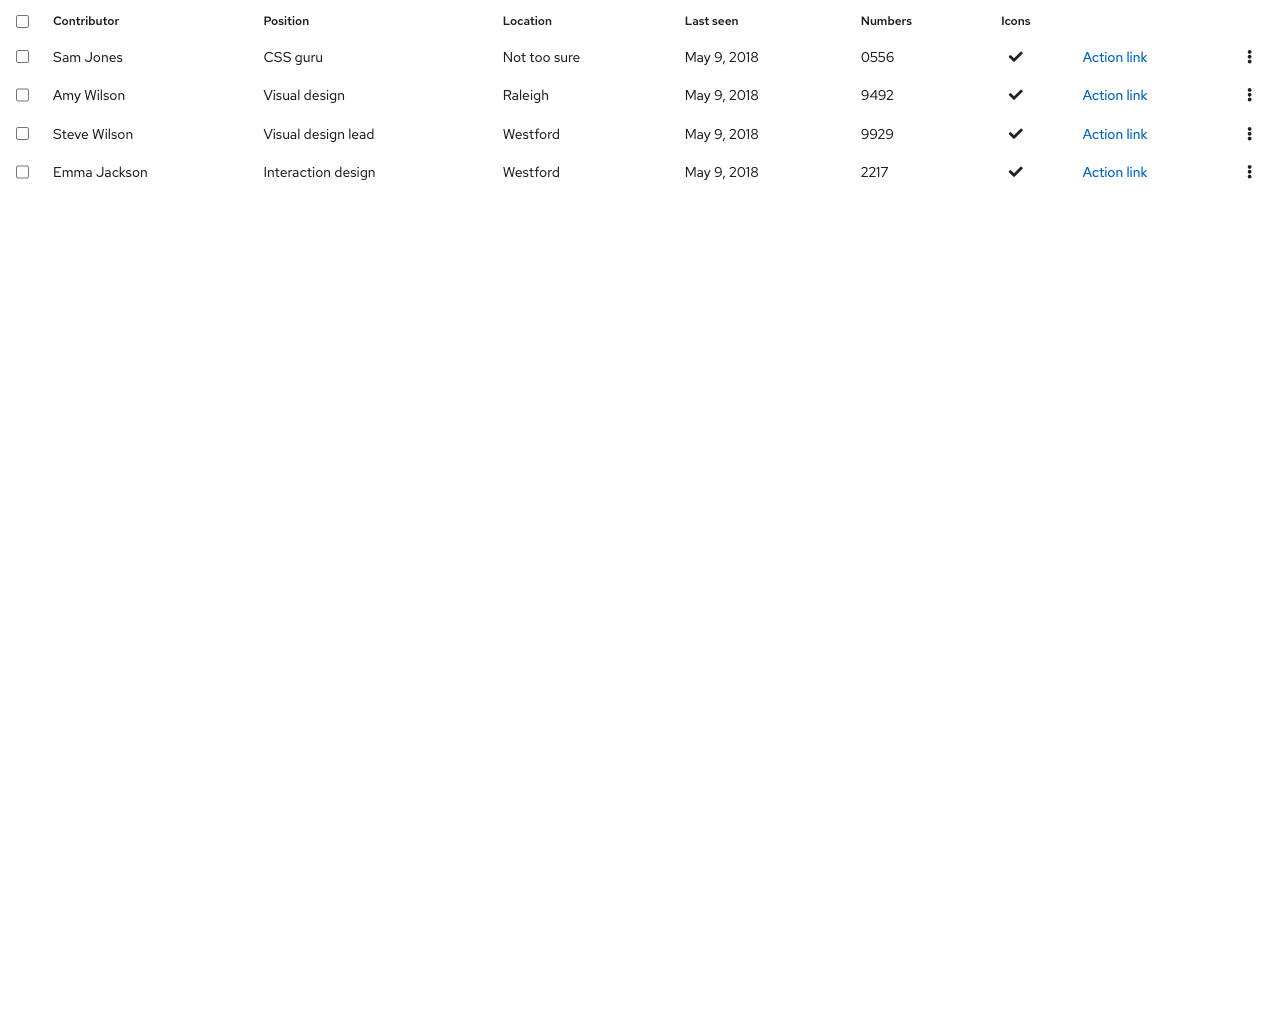 Contributor Position Location Last seen Numbers Icons
Sam Jones CSS guru Not too sure May 9, 2018 0556 Action link
Amy Wilson Visual design Raleigh May 9, 2018 9492 Action link
Steve Wilson Visual design lead Westford May 9, 2018 9929 Action link
Emma Jackson Interaction design Westford May 9, 2018 2217 Action link